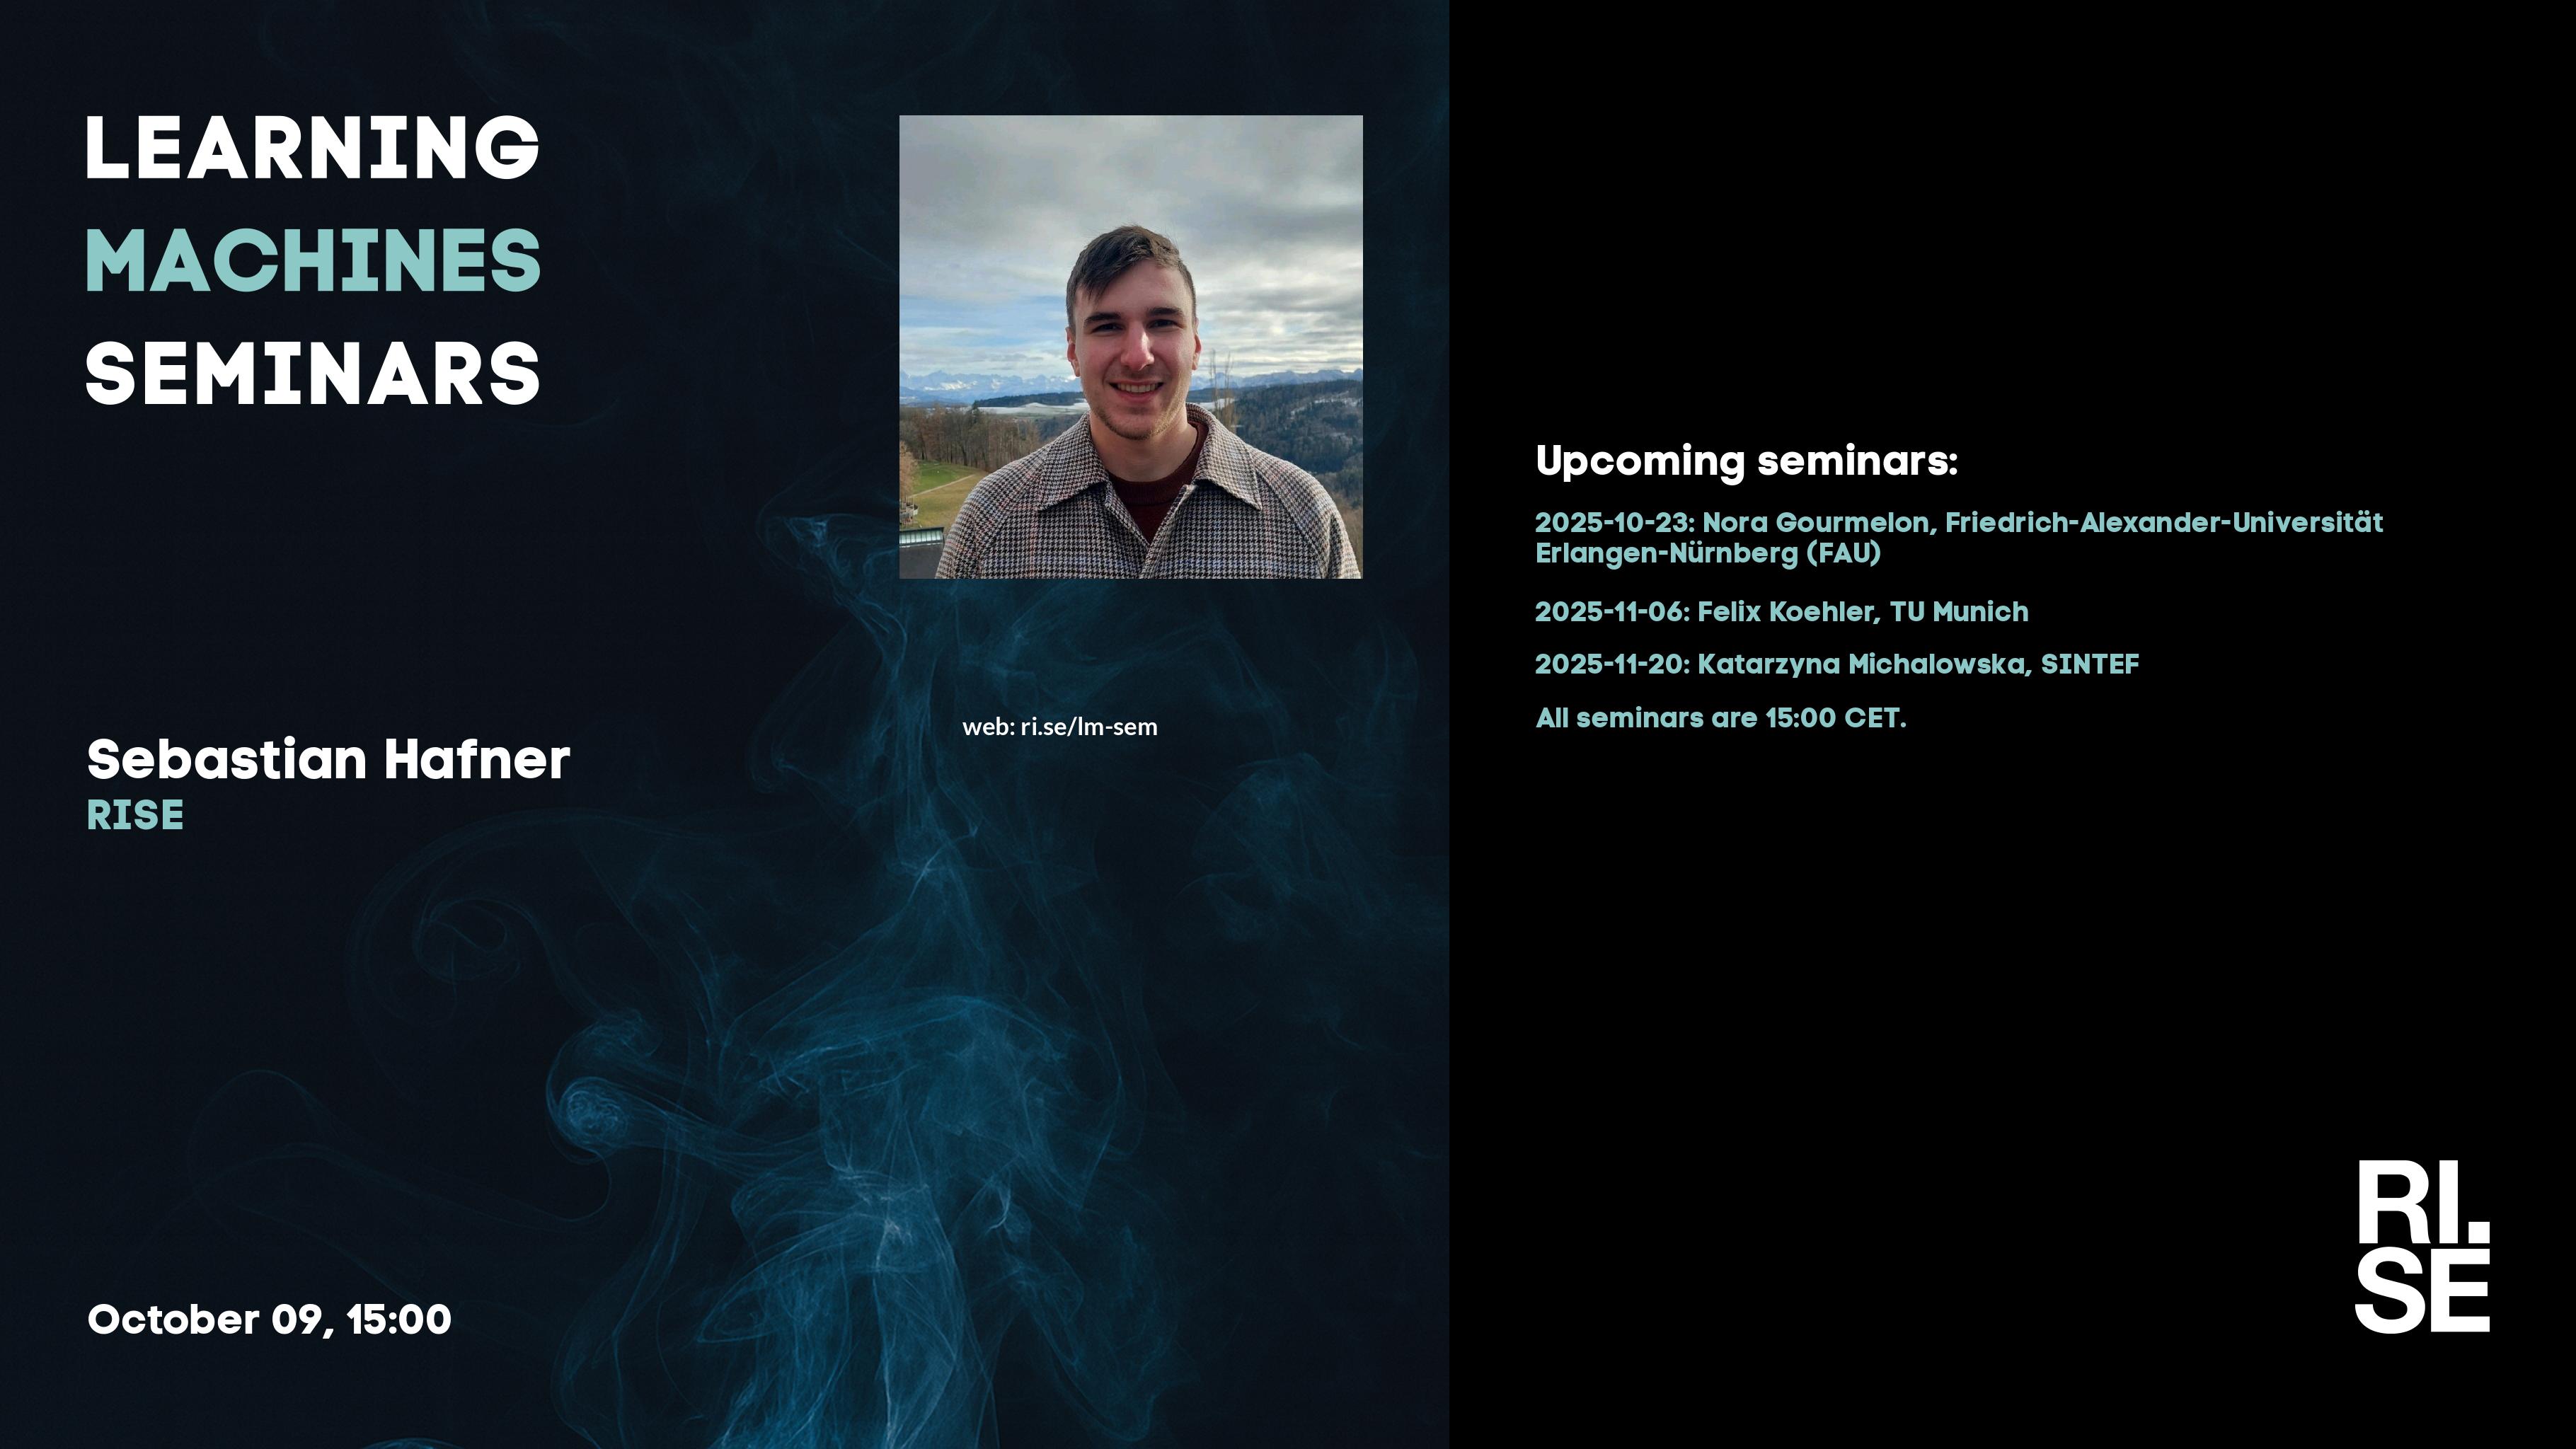 LEARNING
MACHINES
SEMINARS
Sebastian Hafner
RISE
October 09, 15:00
web: ri.se/lm-sem
Upcoming seminars:
2025-10-23: Nora Gourmelon, Friedrich-Alexander-Universität
Erlangen-Nürnberg (FAU)
2025-11-06: Felix Koehler, TU Munich
2025-11-20: Katarzyna Michalowska, SINTEF
All seminars are 15:00 CET.
RI.
SE